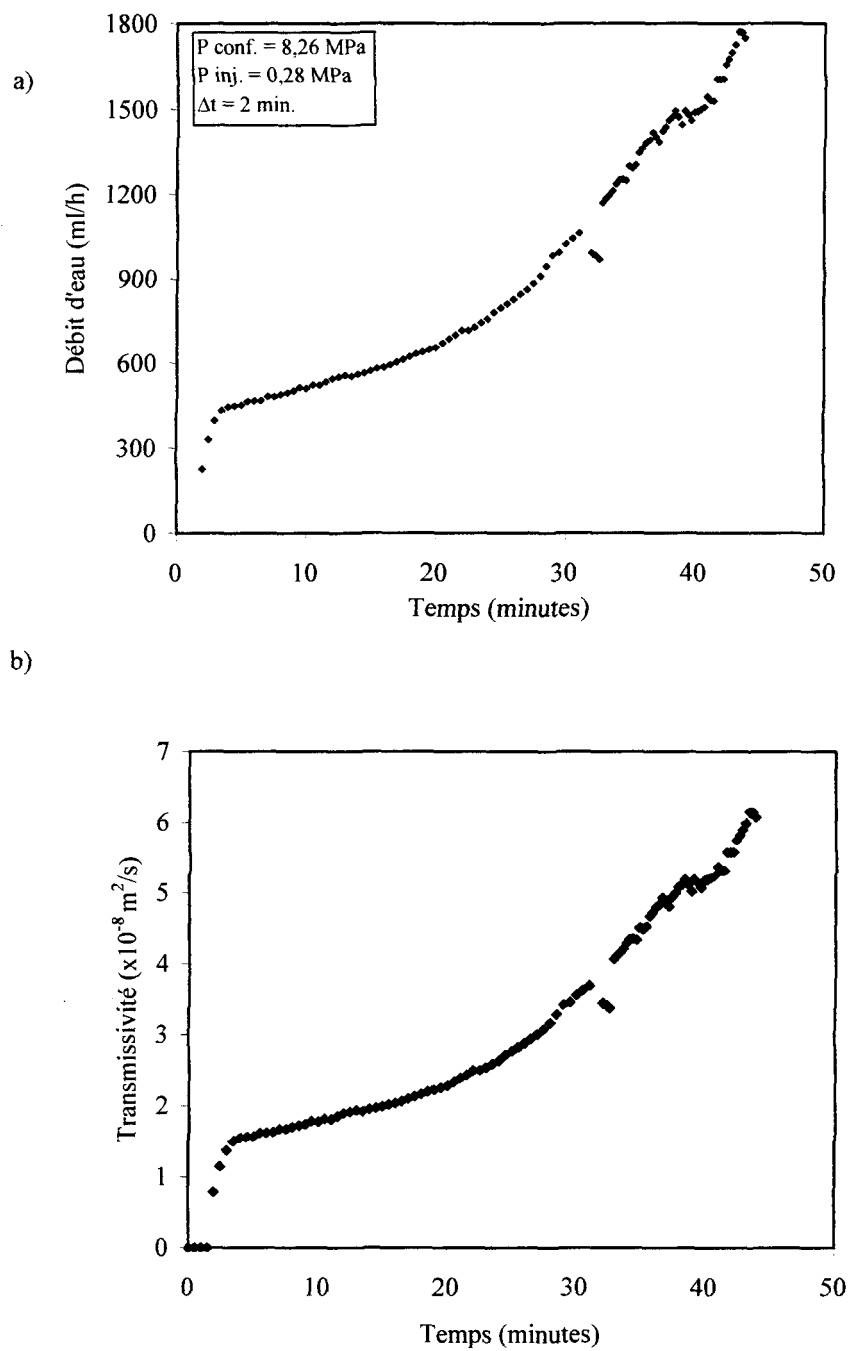 a)
P conf. = 8,26 MPa
P inj. = 0,28 MPa
Δt = 2 min.
Débit d'eau (ml/h)
1800
1500
1200
900
600
300
0
0 10 20 30 40 50
Temps (minutes)
b)
Transmissivité (x10⁻⁸ m²/s)
7
6
5
4
3
2
1
0
0 10 20 30 40 50
Temps (minutes)